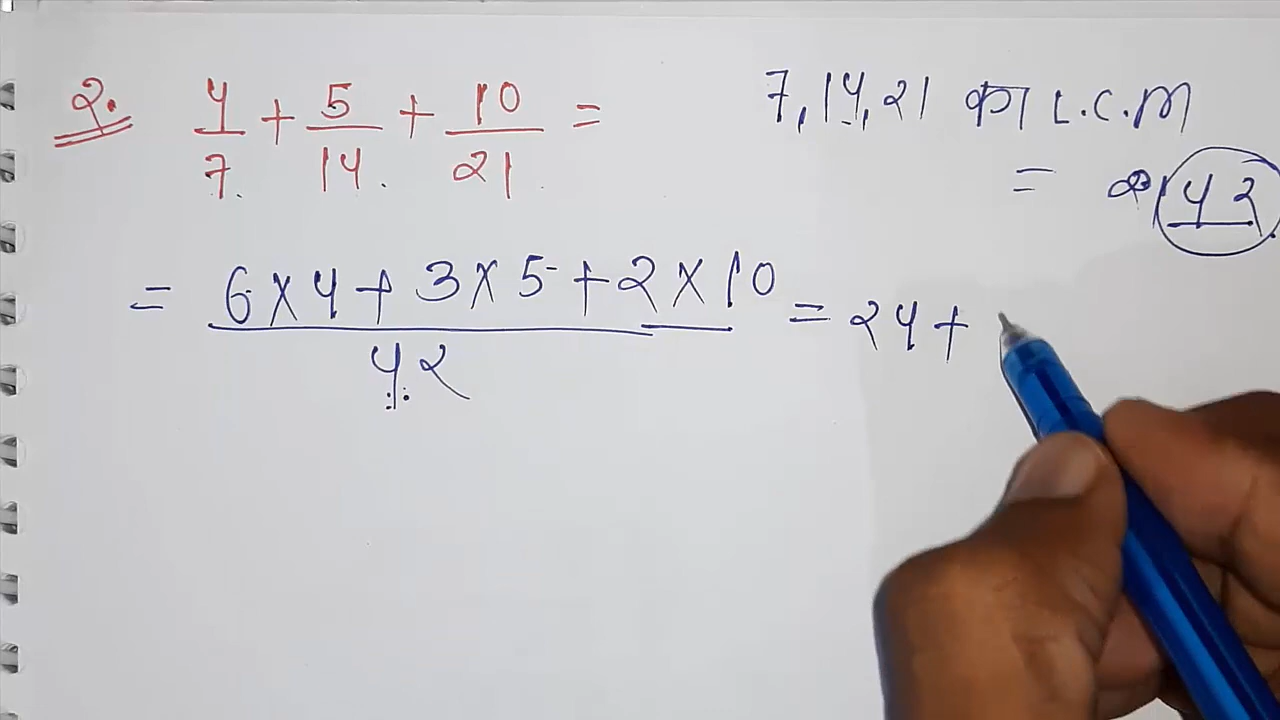 2. 4/7 + 5/14 + 10/21 =
7, 14, 21 का L.C.M
= 42
= 6 × 4 + 3 × 5 + 2 × 10 / 42 = 24 +